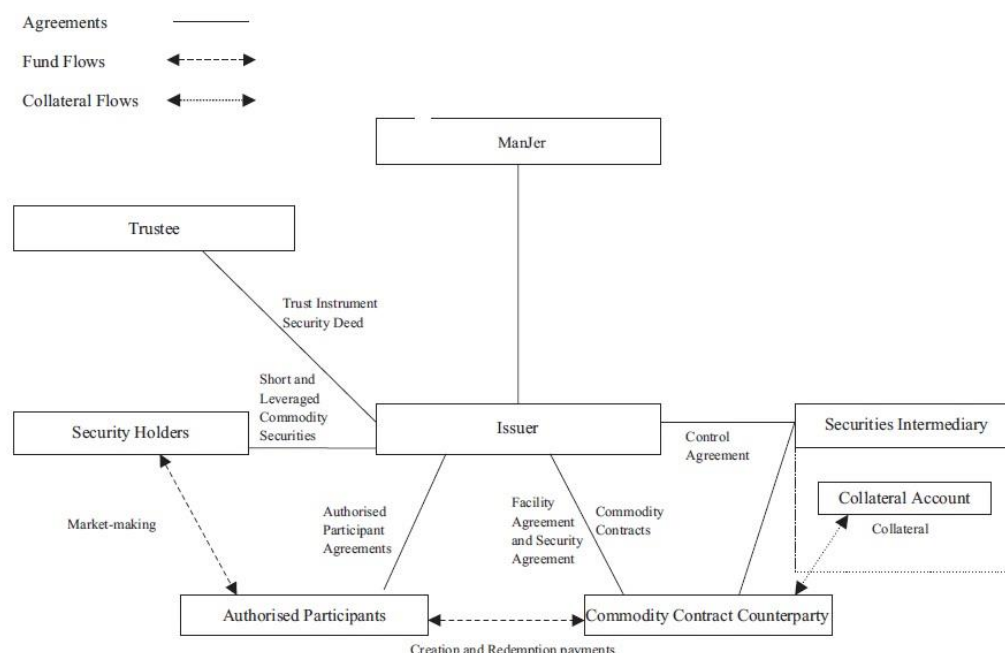 Agreements
Fund Flows
Collateral Flows
ManJer
Trustee
Trust Instrument
Security Deed
Short and
Leveraged
Commodity
Securities
Security Holders
Issuer
Control
Agreement
Securities Intermediary
Collateral Account
Collateral
Market-making
Authorised
Participant
Agreements
Facility
Agreement
and Security
Agreement
Commodity
Contracts
Authorised Participants
Commodity Contract Counterparty
Creation and Redemption payments